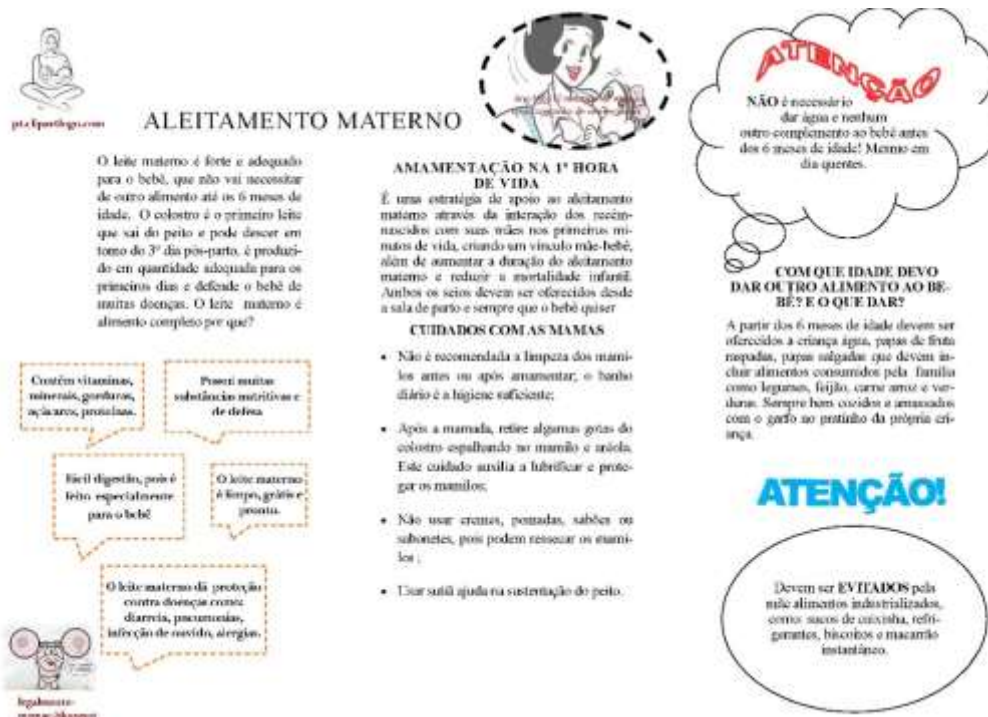 pt.clipartlogo.com
ALEITAMENTO MATERNO
O leite materno é forte e adequado
para o bebê, que não vai necessitar
de outro alimento até os 6 meses de
idade. O colostro é o primeiro leite
que sai do peito e pode descer em
torno do 3º dia pós-parto, é produzi-
do em quantidade adequada para os
primeiros dias e defende o bebê de
muitas doenças. O leite materno é
alimento completo por que?
Contêm vitaminas,
minerais, gorduras,
açúcares, proteínas.
Possui muitas
substâncias nutritivas e
de defesa
Fácil digestão, pois é
feito especialmente
para o bebê
O leite materno
é limpo, grátis e
pronto.
O leite materno dá proteção
contra doenças como:
diarreia, pneumonias,
infecção de ouvido, alergias.
AMAMENTAÇÃO NA 1ª HORA
DE VIDA
É uma estratégia de apoio ao aleitamento
materno através da interação dos recém-
nascidos com suas mães nos primeiros mi-
nutos de vida, criando um vínculo mãe-bebê,
além de aumentar a duração do aleitamento
materno e reduzir a mortalidade infantil.
Ambos os seios devem ser oferecidos desde
a sala de parto e sempre que o bebê quiser
CUIDADOS COM AS MAMAS
• Não é recomendada a limpeza dos mami-
los antes ou após amamentar; o banho
diário é a higiene suficiente;
• Após a mamada, retire algumas gotas do
colostro espalhando no mamilo e aréola.
Este cuidado auxilia a lubrificar e prote-
ger os mamilos;
• Não usar cremes, pomadas, sabões ou
sabonetes, pois podem ressecar os mami-
los ;
• Usar sutiã ajuda na sustentação do peito.
ATENÇÃO
NÃO é necessário
dar água e nenhum
outro complemento ao bebê antes
dos 6 meses de idade! Mesmo em
dia quentes.
COM QUE IDADE DEVO
DAR OUTRO ALIMENTO AO BE-
BÊ? E O QUE DAR?
A partir dos 6 meses de idade devem ser
oferecidos a criança água, papas de fruta
raspadas, papas salgadas que devem in-
cluir alimentos consumidos pela família
como legumes, feijão, carne arroz e ver-
duras. Sempre bem cozidos e amassados
com o garfo no pratinho da própria cri-
ança.
ATENÇÃO!
Devem ser EVITADOS pela
mãe alimentos industrializados,
como: sucos de caixinha, refri-
gerantes, biscoitos e macarrão
instantâneo.